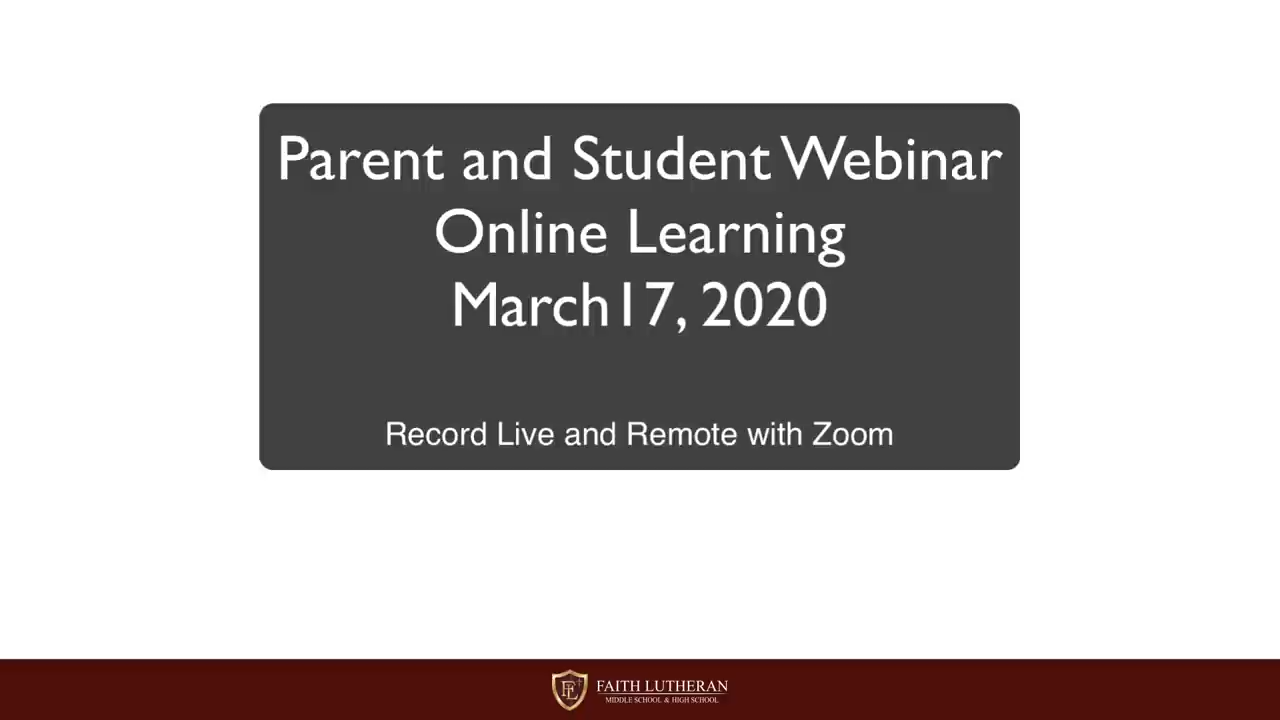 Parent and Student Webinar
Online Learning
March17, 2020
Record Live and Remote with Zoom
FL
FAITH LUTHERAN
MIDDLE SCHOOL & HIGH SCHOOL